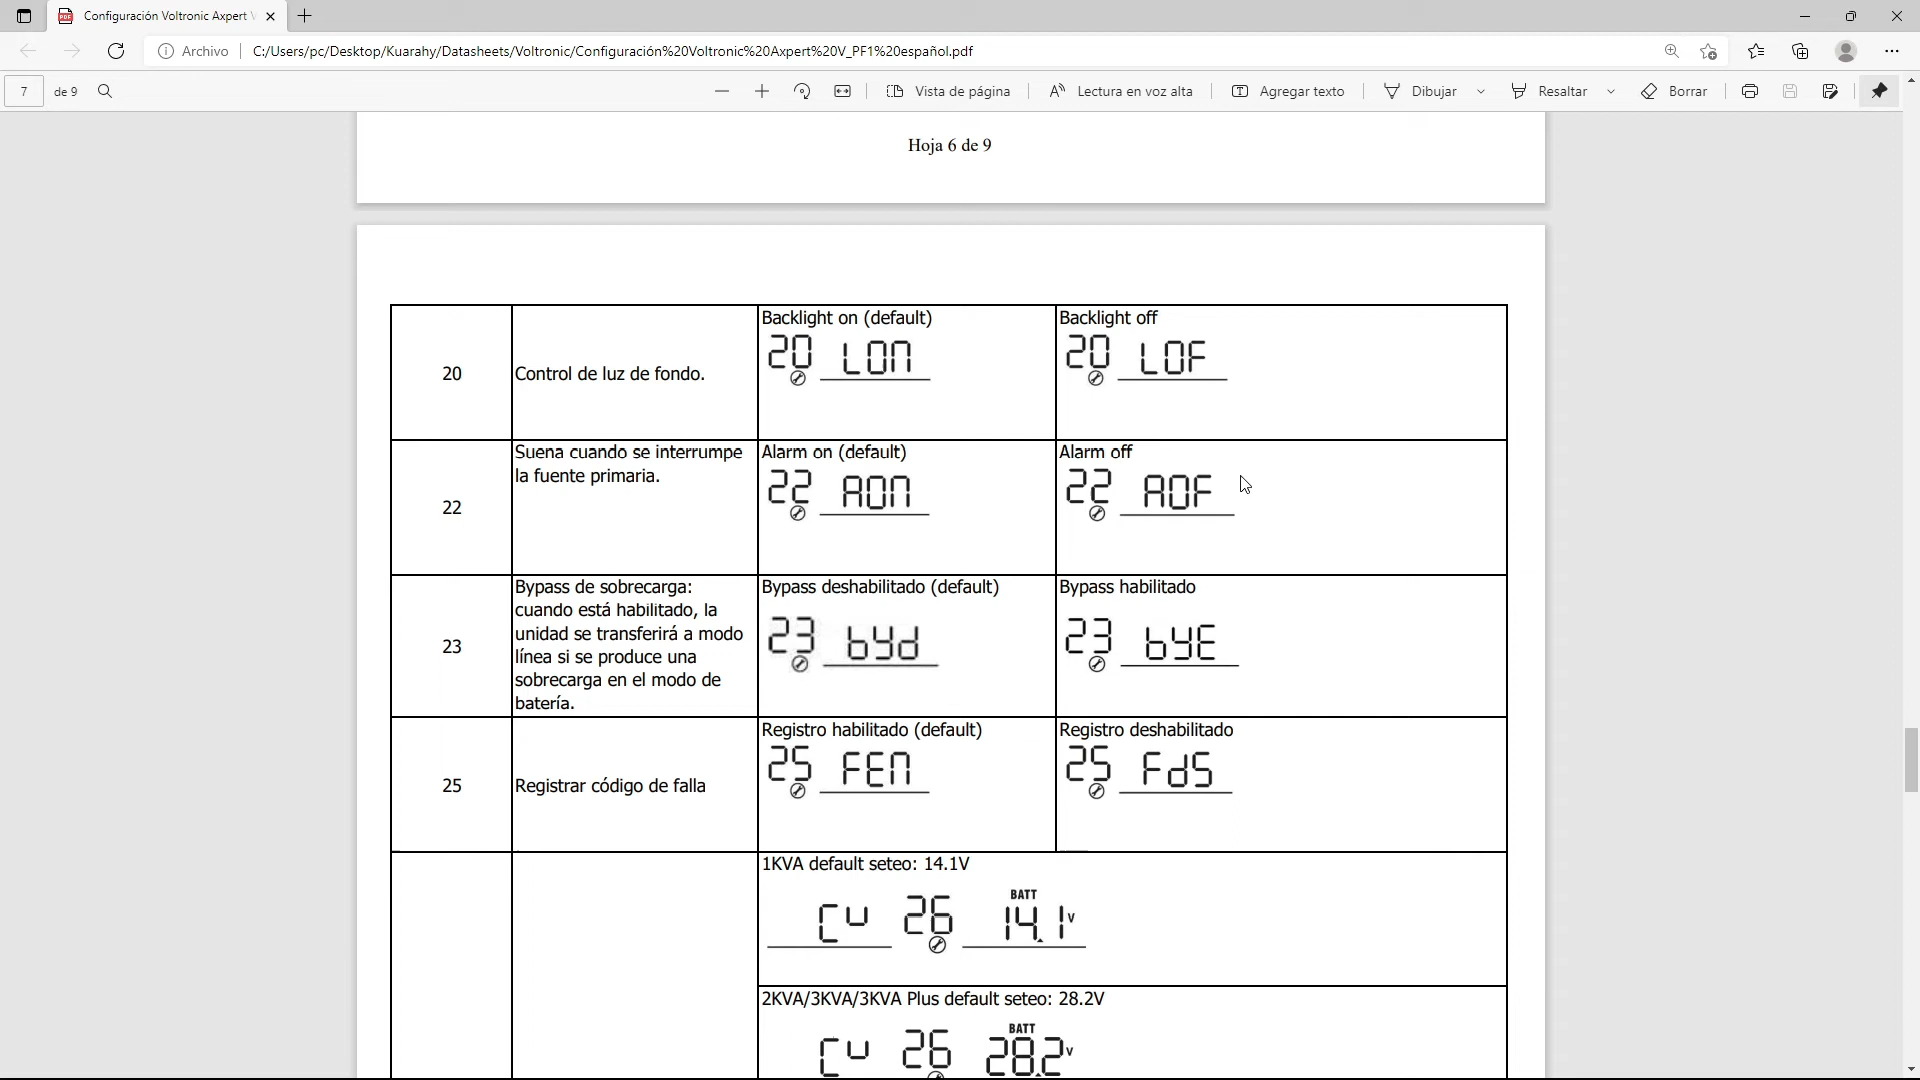 Configuración Voltronic Axpert V
Archivo
C:/Users/pc/Desktop/Kuarahy/Datasheets/Voltronic/Configuración%20Voltronic%20Axpert%20V_PF1%20español.pdf
7 de 9
Vista de página
Lectura en voz alta
Agregar texto
Dibujar
Resaltar
Borrar
Hoja 6 de 9
20
Control de luz de fondo.
Backlight on (default)
20 LON
Backlight off
20 LOF
22
Suena cuando se interrumpe
la fuente primaria.
Alarm on (default)
22 AON
Alarm off
22 AOF
23
Bypass de sobrecarga:
cuando está habilitado, la
unidad se transferirá a modo
línea si se produce una
sobrecarga en el modo de
batería.
Bypass deshabilitado (default)
23 byd
Bypass habilitado
23 byE
25
Registrar código de falla
Registro habilitado (default)
25 FEN
Registro deshabilitado
25 FdS
1KVA default seteo: 14.1V
BATT
CU 26 14.1V
2KVA/3KVA/3KVA Plus default seteo: 28.2V
BATT
CU 26 28.2V